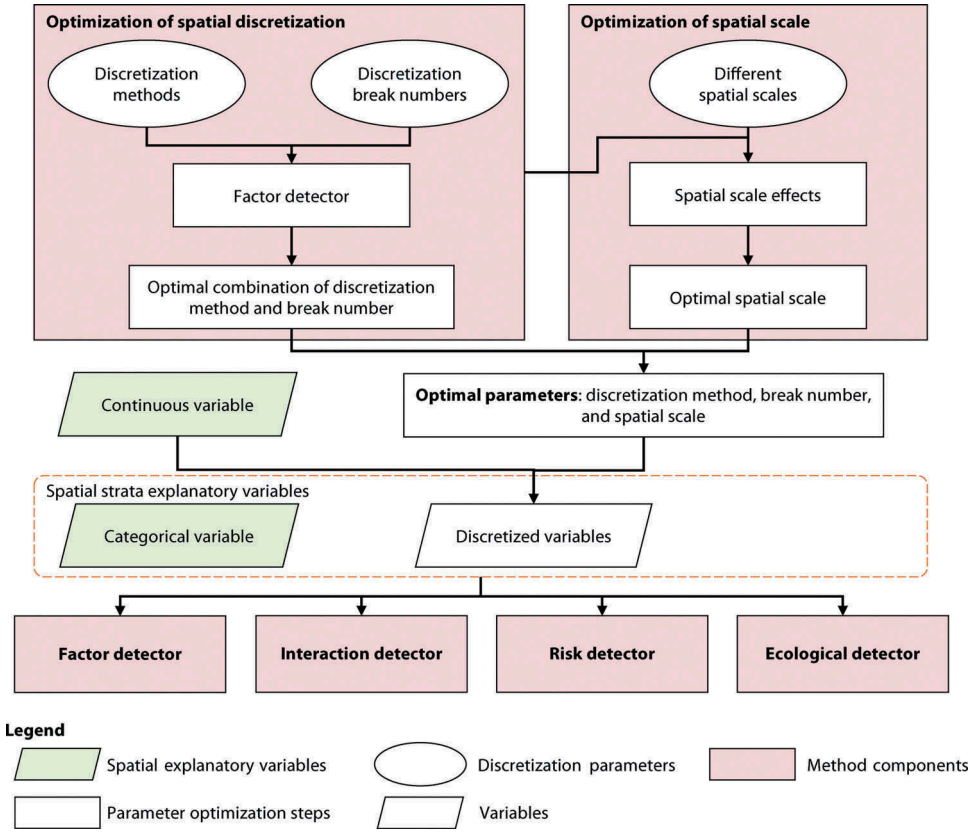 Optimization of spatial discretization
Discretization
methods
Discretization
break numbers
Factor detector
Optimal combination of discretization
method and break number
Optimization of spatial scale
Different
spatial scales
Spatial scale effects
Optimal spatial scale
Continuous variable
Optimal parameters: discretization method, break number,
and spatial scale
Spatial strata explanatory variables
Categorical variable
Discretized variables
Factor detector
Interaction detector
Risk detector
Ecological detector
Legend
Spatial explanatory variables
Discretization parameters
Method components
Parameter optimization steps
Variables